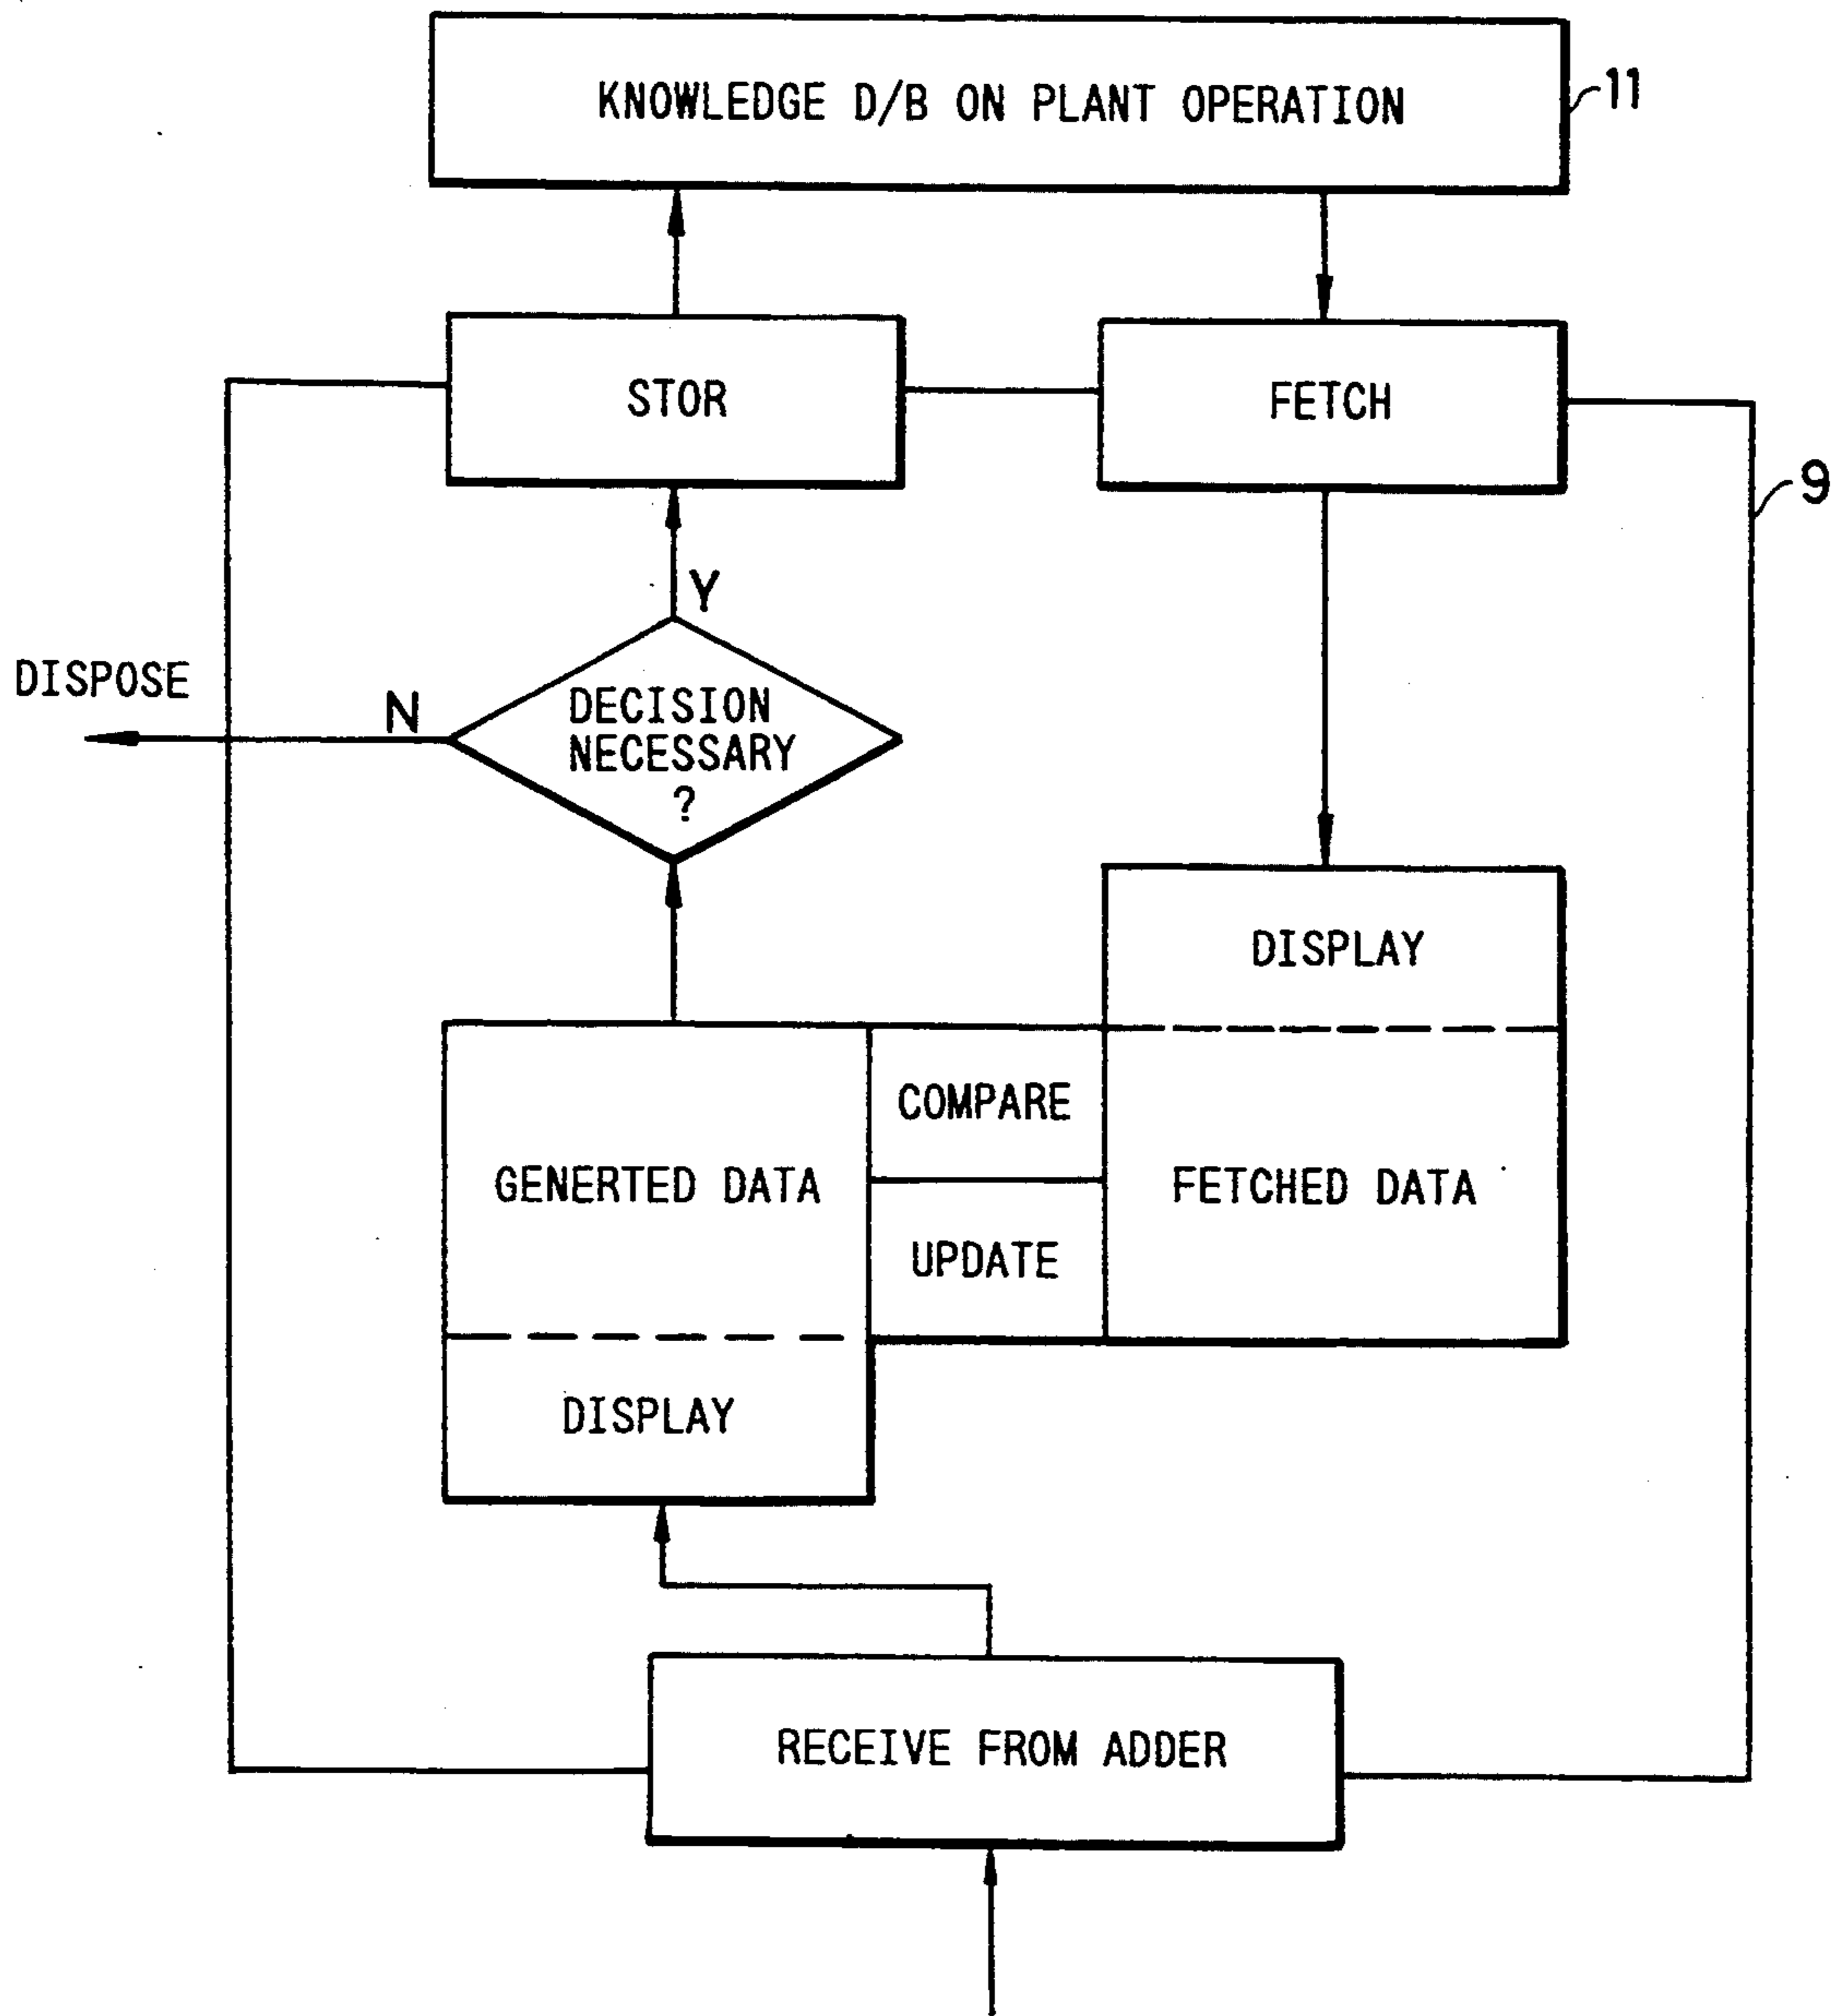 KNOWLEDGE D/B ON PLANT OPERATION
11
STOR
FETCH
9
Y
DISPOSE
N
DECISION
NECESSARY
?
DISPLAY
COMPARE
GENERTED DATA
FETCHED DATA
UPDATE
DISPLAY
RECEIVE FROM ADDER